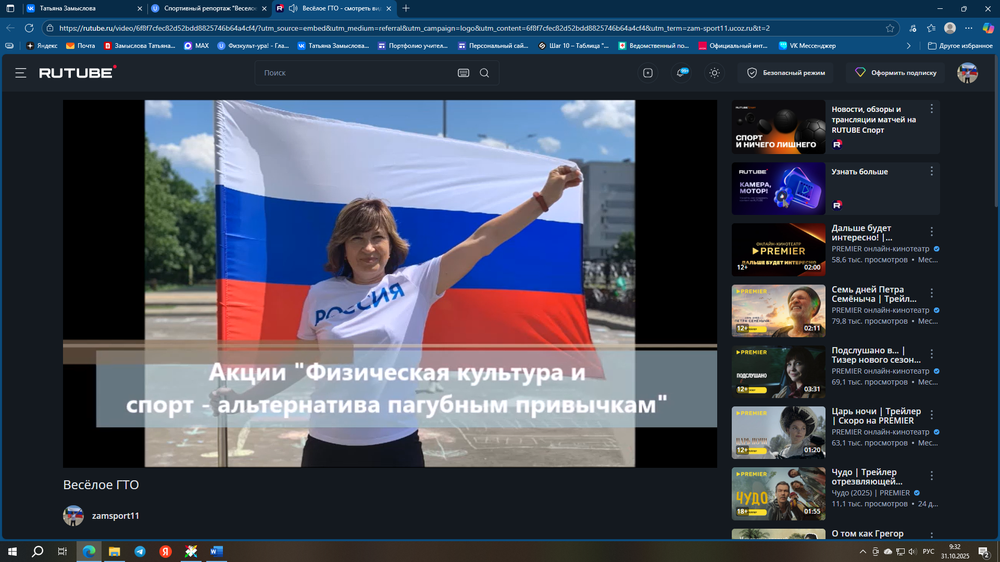 Татьяна Замыслова
Спортивный репортаж "Веселое
Весёлое ГТО - смотреть вид
https://rutube.ru/video/6f8f7cfec82d52bdd8825746b64a4cf4/?utm_source=embed&utm_medium=referral&utm_campaign=logo&utm_content=6f8f7cfec82d52bdd8825746b64a4cf4&utm_term=zam-sport11.ucoz.ru&t=2
Яндекс
Почта
Замыслова Татьяна...
MAX
Физкульт-ура! - Гла...
Татьяна Замыслова...
Портфолио учител...
Персональный сай...
Шаг 10 – Таблица "...
Ведомственный по...
Официальный инт...
VK Мессенджер
Другое избранное
RUTUBE
Поиск
99+
Безопасный режим
Оформить подписку
РОССИЯ
Акции "Физическая культура и
спорт - альтернатива пагубным привычкам"
Весёлое ГТО
zamsport11
СПОРТ
И НИЧЕГО ЛИШНЕГО
Новости, обзоры и
трансляции матчей на
RUTUBE Спорт
RUTUBE
КАМЕРА,
МОТОР!
Узнать больше
ОНЛАЙН-КИНОТЕАТР
PREMIER
ДАЛЬШЕ БУДЕТ ИНТЕРЕСНО
12+
02:00
Дальше будет
интересно! |...
PREMIER онлайн-кинотеатр
58,6 тыс. просмотров • Мес...
PREMIER
СЕМЬ ДНЕЙ
ПЕТРА СЕМЁНЫЧА
12+
02:11
Семь дней Петра
Семёныча | Трейл...
PREMIER онлайн-кинотеатр
79,8 тыс. просмотров • Мес...
PREMIER
ПОДСЛУШАНО
12+
03:31
Подслушано в... |
Тизер нового сезон...
PREMIER онлайн-кинотеатр
69,1 тыс. просмотров • Мес...
PREMIER
ЦАРЬ НОЧИ
12+
01:20
Царь ночи | Трейлер
| Скоро на PREMIER
PREMIER онлайн-кинотеатр
63,1 тыс. просмотров • Мес...
PREMIER
ЧУДО
18+
01:55
Чудо | Трейлер
отрезвляющей...
Чудо (2025) | PREMIER
11,1 тыс. просмотров • 24 д...
О том как Грегор
РУС
9:32
31.10.2025
2